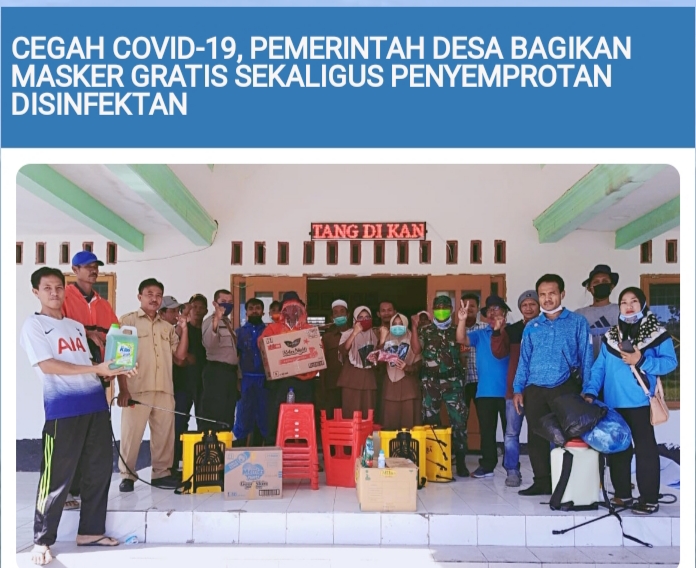 CEGAH COVID-19, PEMERINTAH DESA BAGIKAN
MASKER GRATIS SEKALIGUS PENYEMPROTAN
DISINFEKTAN
TANG DI KAN
AIA